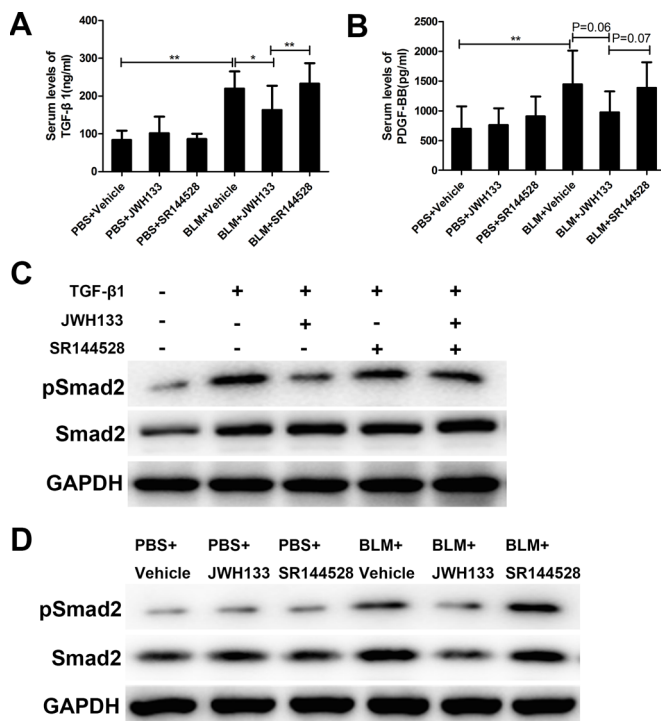 A
Serum levels of
TGF-β 1(ng/ml)
300
200
100
0
**
*
**
PBS+Vehicle
PBS+JWH133
PBS+SR144528
BLM+Vehicle
BLM+JWH133
BLM+SR144528
B
Serum levels of
PDGF-BB(pg/ml)
2500
2000
1500
1000
500
0
**
P=0.06
P=0.07
PBS+Vehicle
PBS+JWH133
PBS+SR144528
BLM+Vehicle
BLM+JWH133
BLM+SR144528
C
TGF-β1 - + + + +
JWH133 - - + - +
SR144528 - - - + +
pSmad2
Smad2
GAPDH
D
PBS+ PBS+ PBS+ BLM+ BLM+ BLM+
Vehicle JWH133 SR144528 Vehicle JWH133 SR144528
pSmad2
Smad2
GAPDH